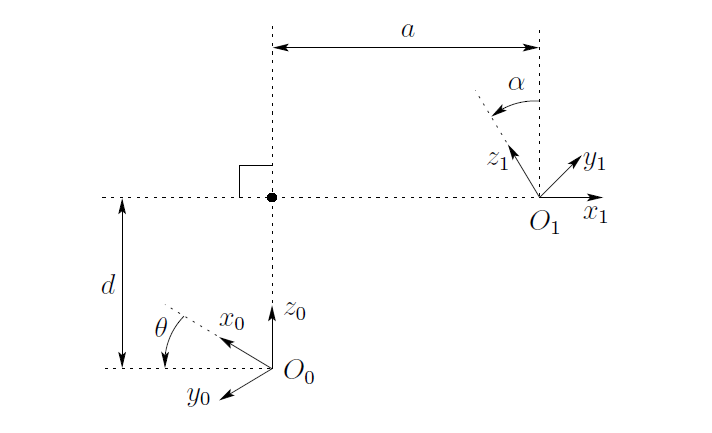 a
α
z₁
y₁
x₁
O₁
d
z₀
x₀
θ
O₀
y₀